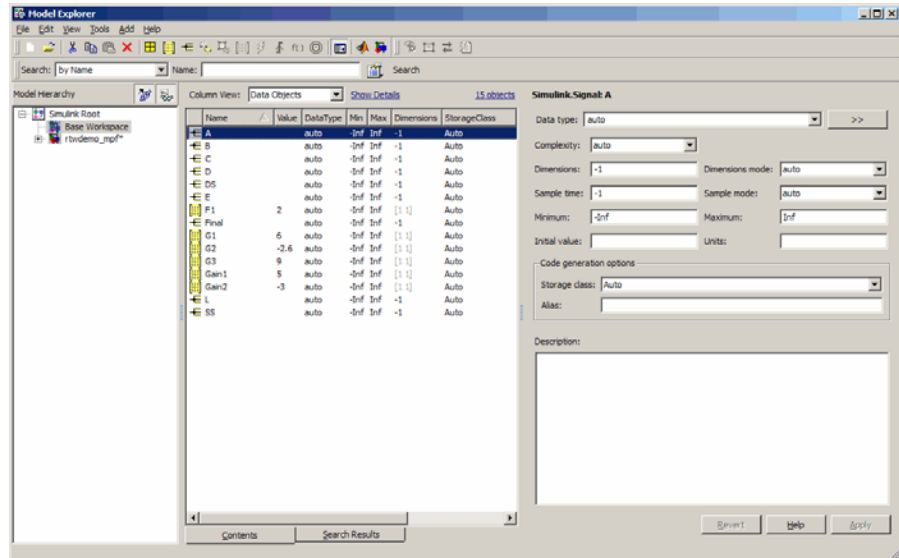 Model Explorer
File Edit View Tools Add Help
Search: by Name Name: Search
Model Hierarchy
Simulink Root
Base Workspace
rtwdemo_mpf*
Column View: Data Objects Show Details 15 objects
Name Value DataType Min Max Dimensions StorageClass
A auto -Inf Inf -1 Auto
B auto -Inf Inf -1 Auto
C auto -Inf Inf -1 Auto
D auto -Inf Inf -1 Auto
DS auto -Inf Inf -1 Auto
E auto -Inf Inf -1 Auto
F1 2 auto -Inf Inf [1 1] Auto
Final auto -Inf Inf -1 Auto
G1 6 auto -Inf Inf [1 1] Auto
G2 -2.6 auto -Inf Inf [1 1] Auto
G3 9 auto -Inf Inf [1 1] Auto
Gain1 5 auto -Inf Inf [1 1] Auto
Gain2 -3 auto -Inf Inf [1 1] Auto
L auto -Inf Inf -1 Auto
SS auto -Inf Inf -1 Auto
Contents Search Results
Simulink.Signal: A
Data type: auto >>
Complexity: auto
Dimensions: -1 Dimensions mode: auto
Sample time: -1 Sample mode: auto
Minimum: -Inf Maximum: Inf
Initial value: Units:
Code generation options
Storage class: Auto
Alias:
Description:
Revert Help Apply